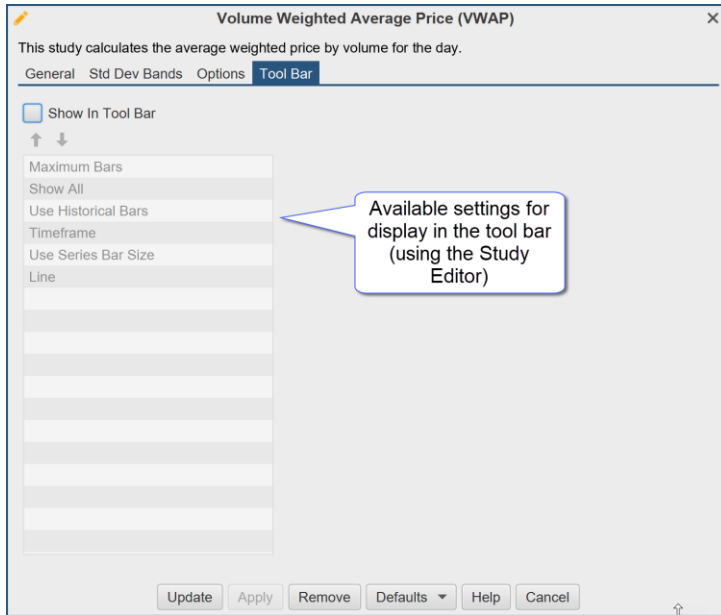 Volume Weighted Average Price (VWAP)
This study calculates the average weighted price by volume for the day.
General Std Dev Bands Options Tool Bar
Show In Tool Bar
Maximum Bars
Show All
Use Historical Bars
Timeframe
Use Series Bar Size
Line
Available settings for
display in the tool bar
(using the Study
Editor)
Update Apply Remove Defaults Help Cancel